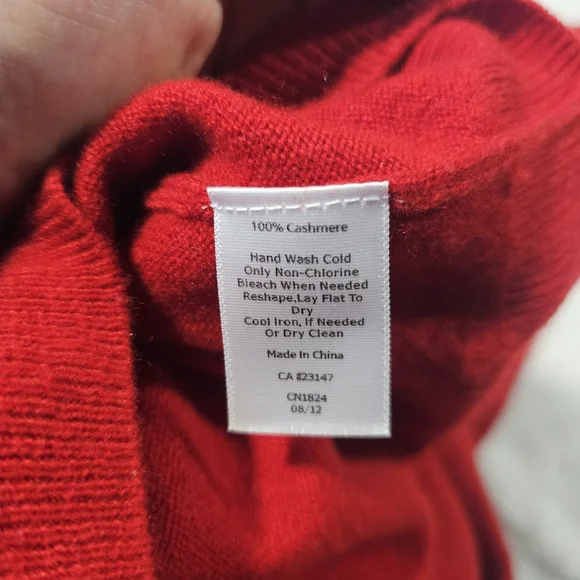 100% Cashmere
Hand Wash Cold
Only Non-Chlorine
Bleach When Needed
Reshape,Lay Flat To
Dry
Cool Iron, If Needed
Or Dry Clean
Made In China
CA #23147
CN1824
08/12